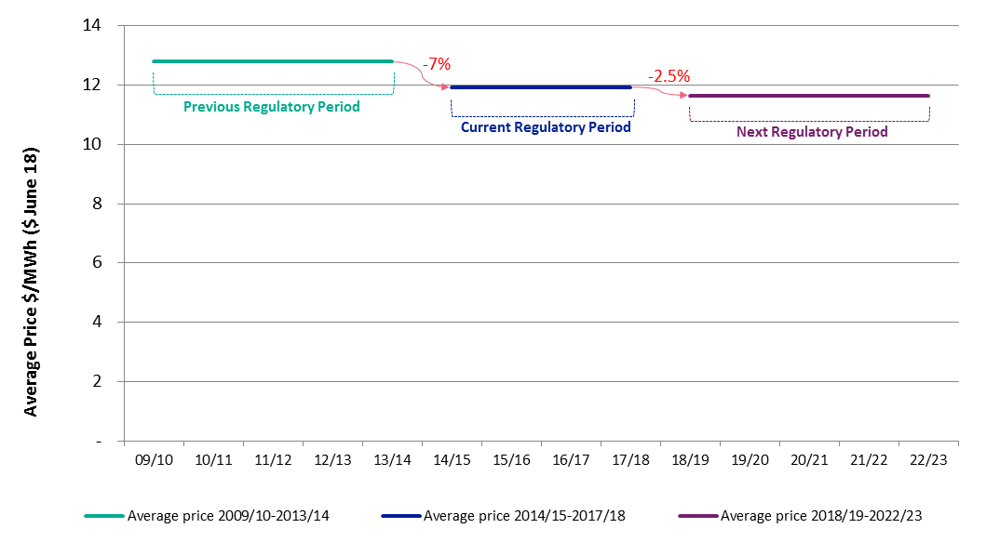 14
12
10
8
6
4
2
-
Average Price $/MWh ($ June 18)
-7%
-2.5%
Previous Regulatory Period
Current Regulatory Period
Next Regulatory Period
09/10 10/11 11/12 12/13 13/14 14/15 15/16 16/17 17/18 18/19 19/20 20/21 21/22 22/23
Average price 2009/10-2013/14 Average price 2014/15-2017/18 Average price 2018/19-2022/23